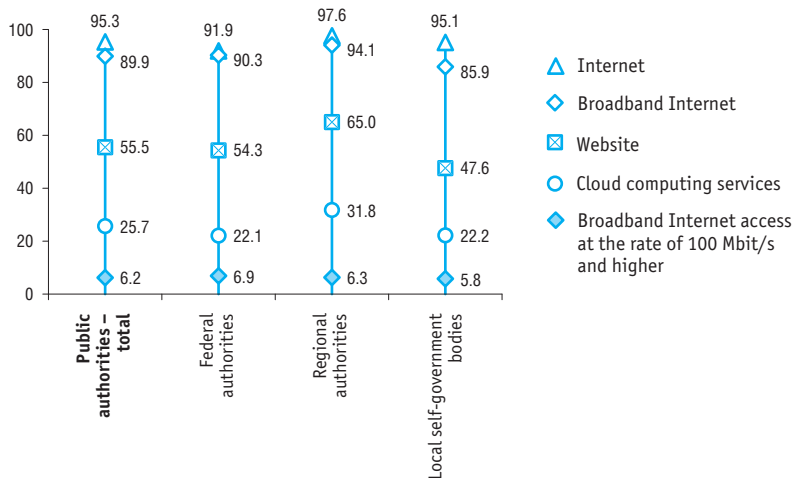 100
80
60
40
20
0
95.3
89.9
55.5
25.7
6.2
91.9
90.3
54.3
22.1
6.9
97.6
94.1
65.0
31.8
6.3
95.1
85.9
47.6
22.2
5.8
Public
authorities –
total
Federal
authorities
Regional
authorities
Local self-government
bodies
Internet
Broadband Internet
Website
Cloud computing services
Broadband Internet access
at the rate of 100 Mbit/s
and higher